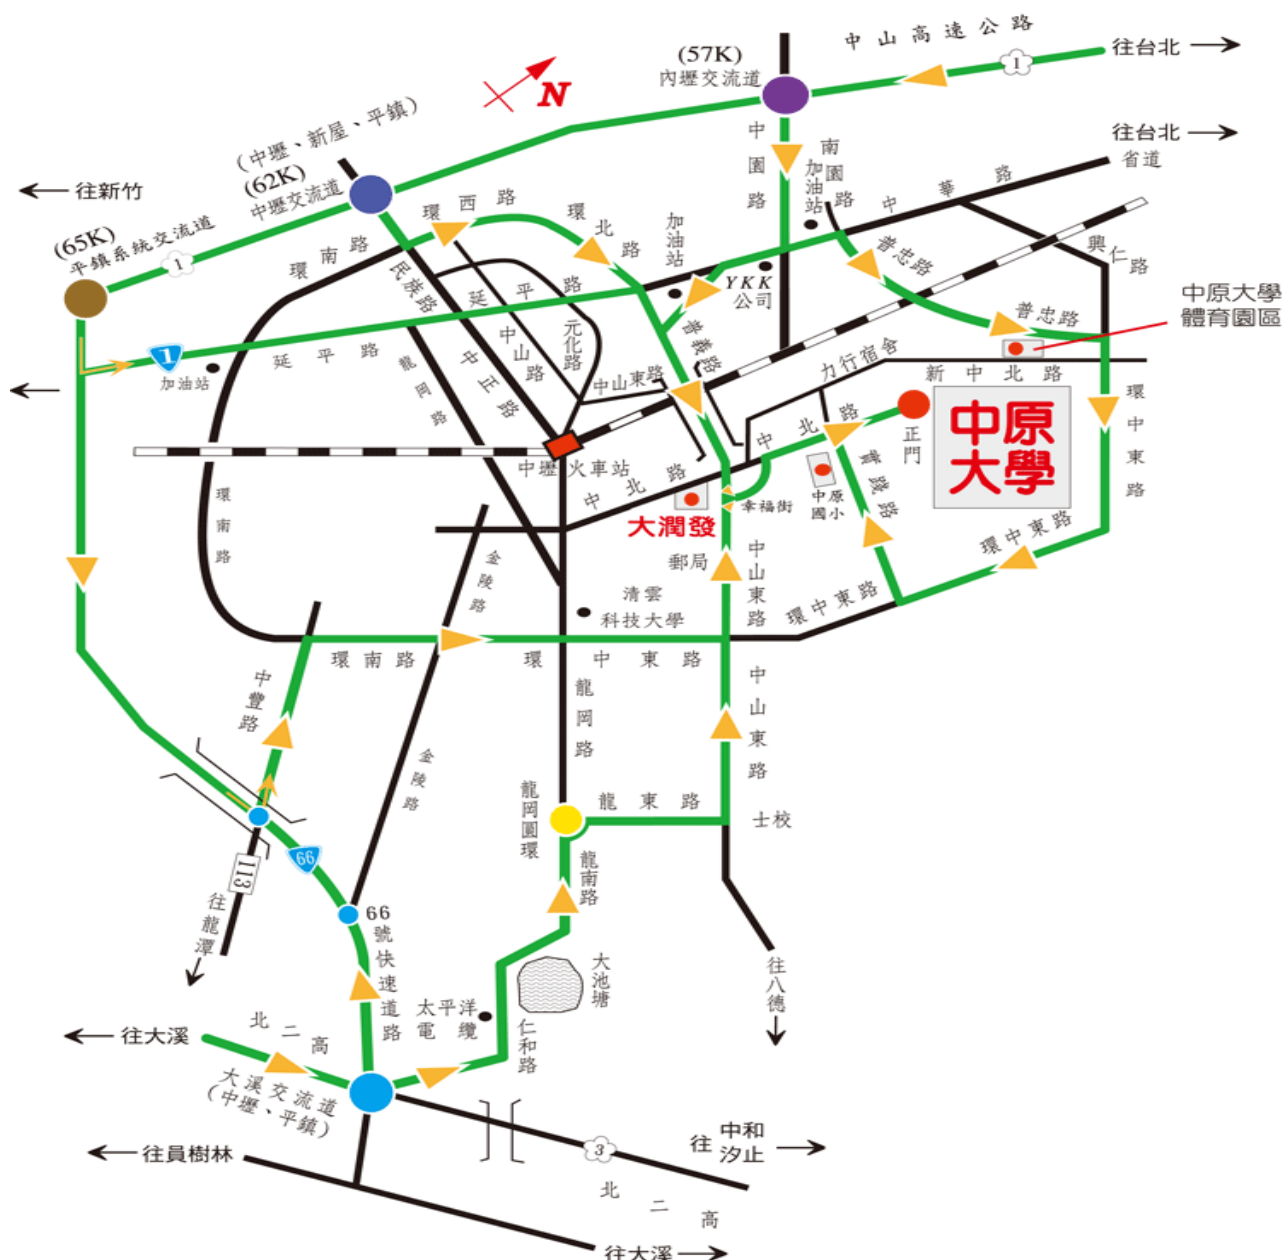 中山高速公路
1
往台北
(57K)
內壢交流道
N
往台北
省道
(中壢、新屋、平鎮)
(62K)
中壢交流道
往新竹
(65K)
平鎮系統交流道
1
中園路
南園路
加油站
中華路
興仁路
環西路
環北路
加油站
YKK
公司
普忠路
普忠路
中原大學
體育園區
環南路
民族路
延平路
元化路
中山路
中正路
龍岡路
延平路
1
加油站
普義路
中山東路
力行宿舍
新中北路
環中東路
中原
大學
正門
中北路
中原
國小
實踐路
中壢火車站
中北路
大潤發
幸福街
環南路
金陵路
郵局
中山東路
環中東路
環中東路
清雲
科技大學
環南路
環中東路
中豐路
龍岡路
中山東路
金陵路
龍岡圓環
龍東路
士校
113
66
往龍潭
66
號快速道路
龍南路
大池塘
往八德
太平洋
電纜
仁和路
往大溪
北二高
大溪交流道
(中壢、平鎮)
往員樹林
往
中和
汐止
3
北二高
往大溪